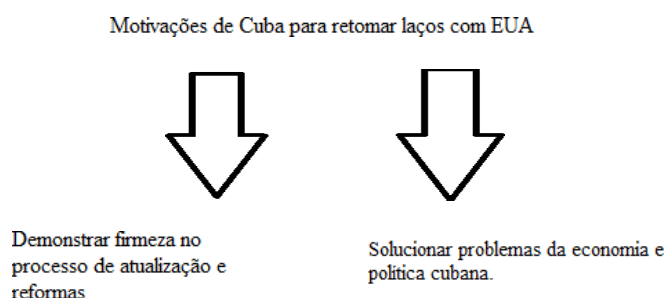 Motivações de Cuba para retomar laços com EUA
Demonstrar firmeza no
processo de atualização e
reformas
Solucionar problemas da economia e
política cubana.